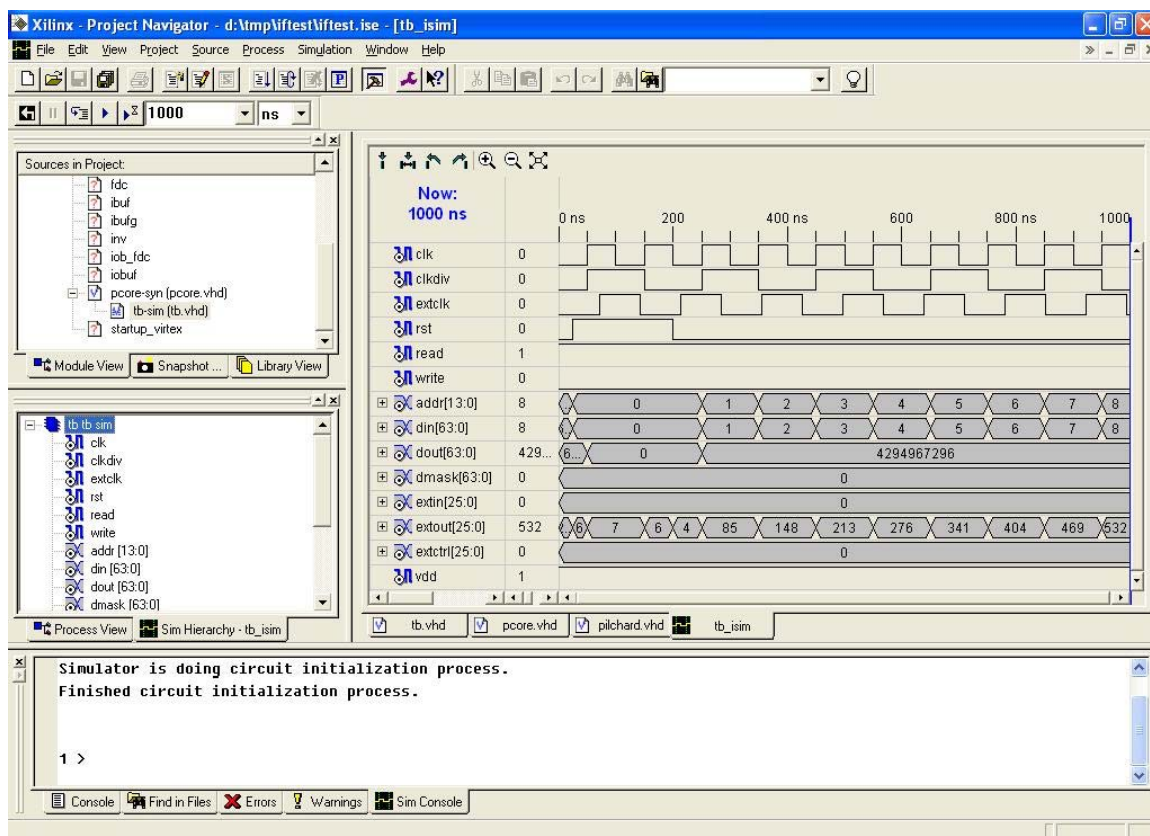 Xilinx - Project Navigator - d:\tmp\iftest\iftest.ise - [tb_isim]
File Edit View Project Source Process Simulation Window Help
1000 ns
Sources in Project:
fdc
ibuf
ibufg
inv
iob_fdc
iobuf
pcore-syn (pcore.vhd)
tb-sim (tb.vhd)
startup_virtex
Module View Snapshot ... Library View
tb tb sim
clk
clkdiv
extclk
rst
read
write
addr [13:0]
din [63:0]
dout [63:0]
dmask [63:0]
Process View Sim Hierarchy - tb_isim
Now:
1000 ns
0 ns 200 400 ns 600 800 ns 1000
clk 0
clkdiv 0
extclk 0
rst 0
read 1
write 0
addr[13:0] 8 0 1 2 3 4 5 6 7 8
din[63:0] 8 0 1 2 3 4 5 6 7 8
dout[63:0] 429... 6... 0 4294967296
dmask[63:0] 0 0
extin[25:0] 0 0
extout[25:0] 532 6 7 6 4 85 148 213 276 341 404 469 532
extctrl[25:0] 0 0
vdd 1
tb.vhd pcore.vhd pilchard.vhd tb_isim
Simulator is doing circuit initialization process.
Finished circuit initialization process.
1 >
Console Find in Files Errors Warnings Sim Console